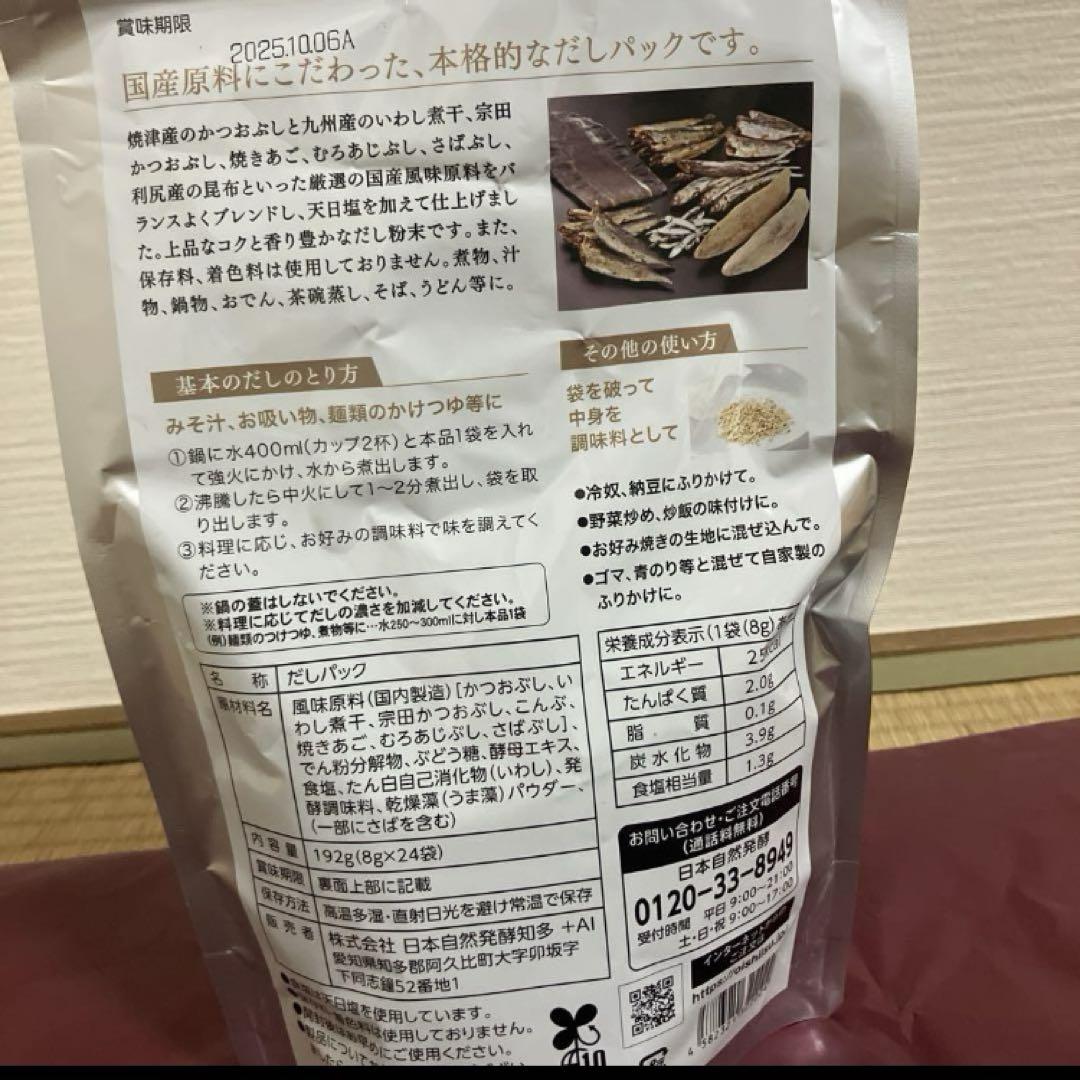 賞味期限
2025.10.06A
国産原料にこだわった、本格的なだしパックです。
焼津産のかつおぶしと九州産のいわし煮干、宗田
かつおぶし、焼きあご、むろあじぶし、さばぶし、
利尻産の昆布といった厳選の国産風味原料をバ
ランスよくブレンドし、天日塩を加えて仕上げまし
た。上品なコクと香り豊かなだし粉末です。また、
保存料、着色料は使用しておりません。煮物、汁
物、鍋物、おでん、茶碗蒸し、そば、うどん等に。
基本のだしのとり方
みそ汁、お吸い物、麺類のかけつゆ等に
①鍋に水400ml(カップ2杯)と本品1袋を入れ
て強火にかけ、水から煮出します。
②沸騰したら中火にして1〜2分煮出し、袋を取
り出します。
③料理に応じ、お好みの調味料で味を調えてく
ださい。
※鍋の蓋はしないでください。
※料理に応じてだしの濃さを加減してください。
(例)麺類のつけつゆ、煮物等に…水250〜300mlに対し本品1袋
その他の使い方
袋を破って
中身を
調味料として
●冷奴、納豆にふりかけて。
●野菜炒め、炒飯の味付けに。
●お好み焼きの生地に混ぜ込んで。
●ゴマ、青のり等と混ぜて自家製の
ふりかけに。
名 称 だしパック
原材料名 風味原料(国内製造)[かつおぶし、い
わし煮干、宗田かつおぶし、こんぶ、
焼きあご、むろあじぶし、さばぶし]、
でん粉分解物、ぶどう糖、酵母エキス、
食塩、たん白自己消化物(いわし)、発
酵調味料、乾燥藻(うま藻)パウダー、
(一部にさばを含む)
内容量 192g(8g×24袋)
賞味期限 裏面上部に記載
保存方法 高温多湿・直射日光を避け常温で保存
販売者 株式会社 日本自然発酵知多 +AI
愛知県知多郡阿久比町大字卯坂字
下同志鐘52番地1
栄養成分表示(1袋(8g)
エネルギー 25kcal
たんぱく質 2.0g
脂 質 0.1g
炭水化物 3.9g
食塩相当量 1.3g
お問い合わせ・ご注文電話番号
(通話料無料)
日本自然発酵
0120-33-8949
受付時間 平日 9:00〜21:00
土・日・祝 9:00〜17:00
インターネット
https://oishiisu.jp
天日塩を使用しています。
使用しておりません。
早めにご使用ください。